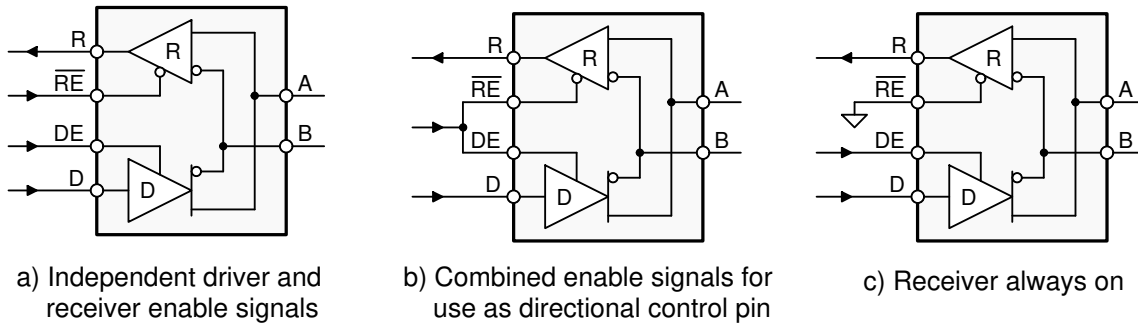 R
R
A
RE
DE
B
D
D
R
R
A
RE
DE
B
D
D
R
R
A
RE
DE
B
D
D
a) Independent driver and
receiver enable signals
b) Combined enable signals for
use as directional control pin
c) Receiver always on